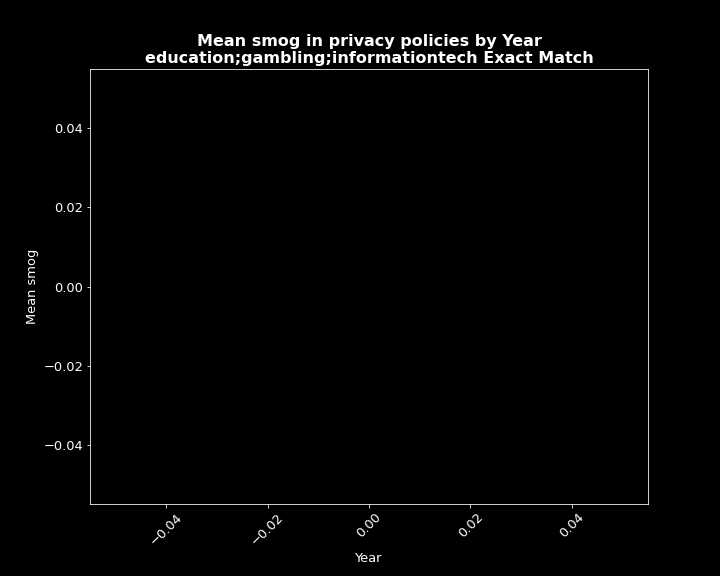 Mean smog in privacy policies by Year
education;gambling;informationtech Exact Match
0.04
0.02
0.00
−0.02
−0.04
Mean smog
−0.04
−0.02
0.00
0.02
0.04
Year